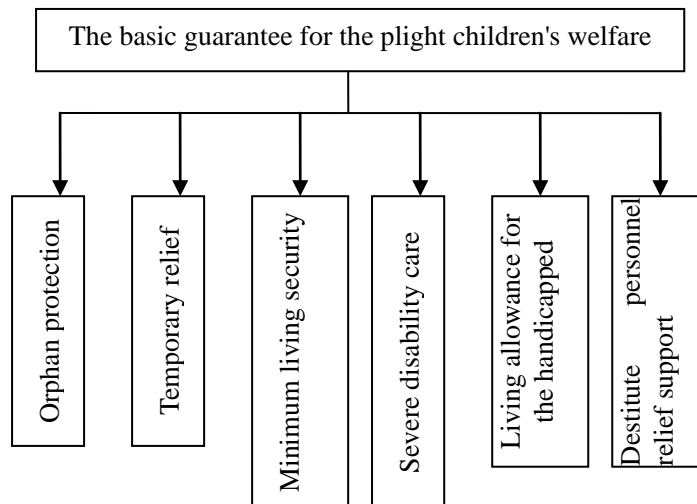 The basic guarantee for the plight children's welfare
Orphan protection
Temporary relief
Minimum living security
Severe disability care
Living allowance for
the handicapped
Destitute personnel
relief support